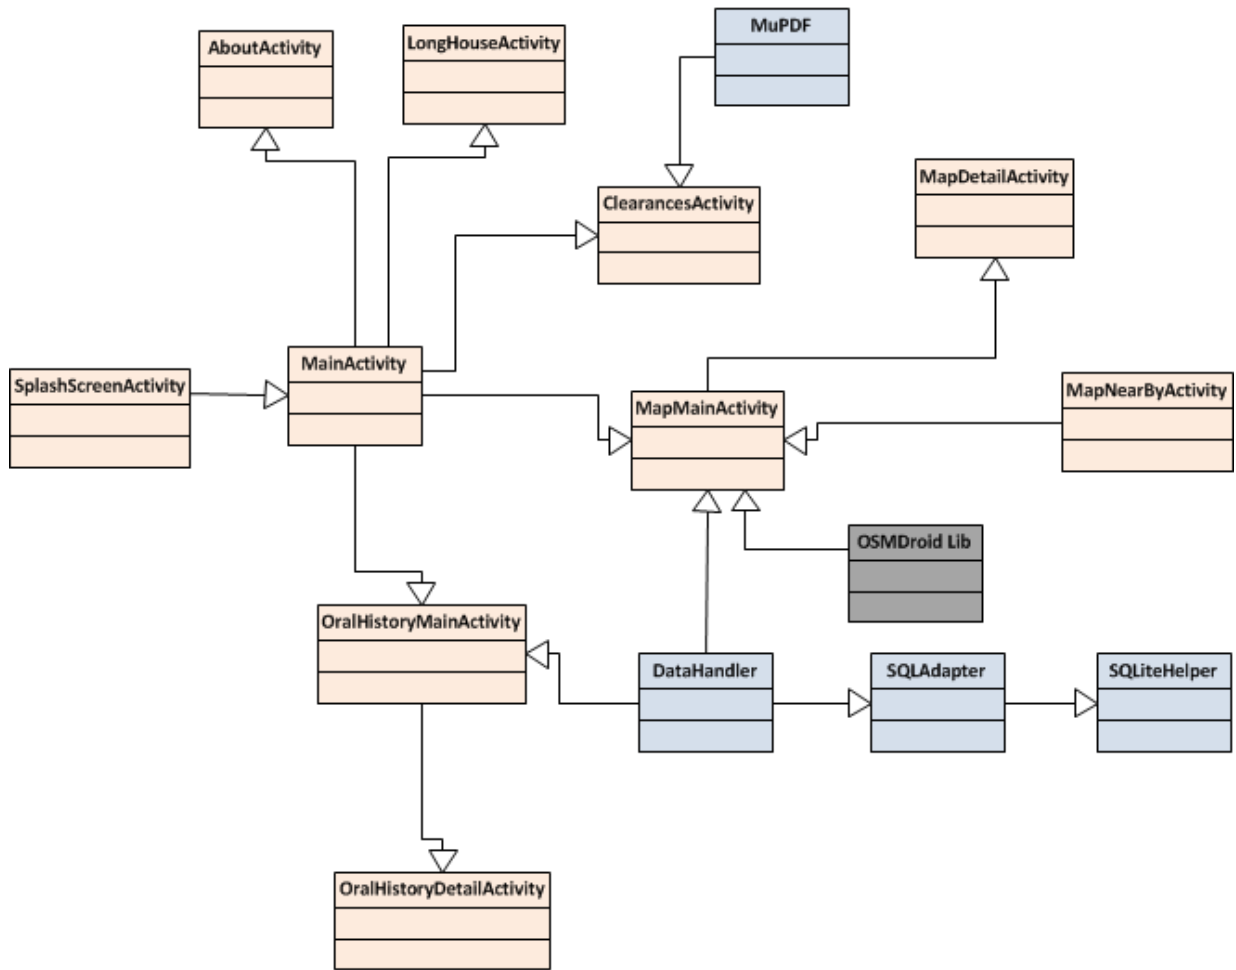 MuPDF
AboutActivity
LongHouseActivity
MapDetailActivity
ClearancesActivity
MainActivity
SplashScreenActivity
MapNearByActivity
MapMainActivity
OSMDroid Lib
OralHistoryMainActivity
DataHandler
SQLAdapter
SQLiteHelper
OralHistoryDetailActivity